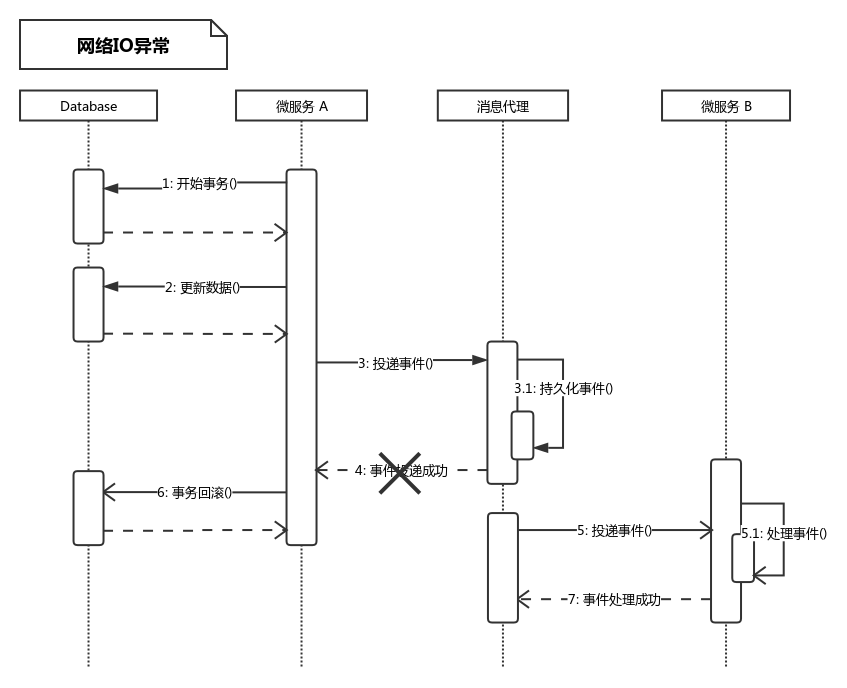 网络IO异常
Database
微服务 A
消息代理
微服务 B
1: 开始事务()
2: 更新数据()
3: 投递事件()
3.1: 持久化事件()
4: 事件投递成功
6: 事务回滚()
5: 投递事件()
5.1: 处理事件()
7: 事件处理成功